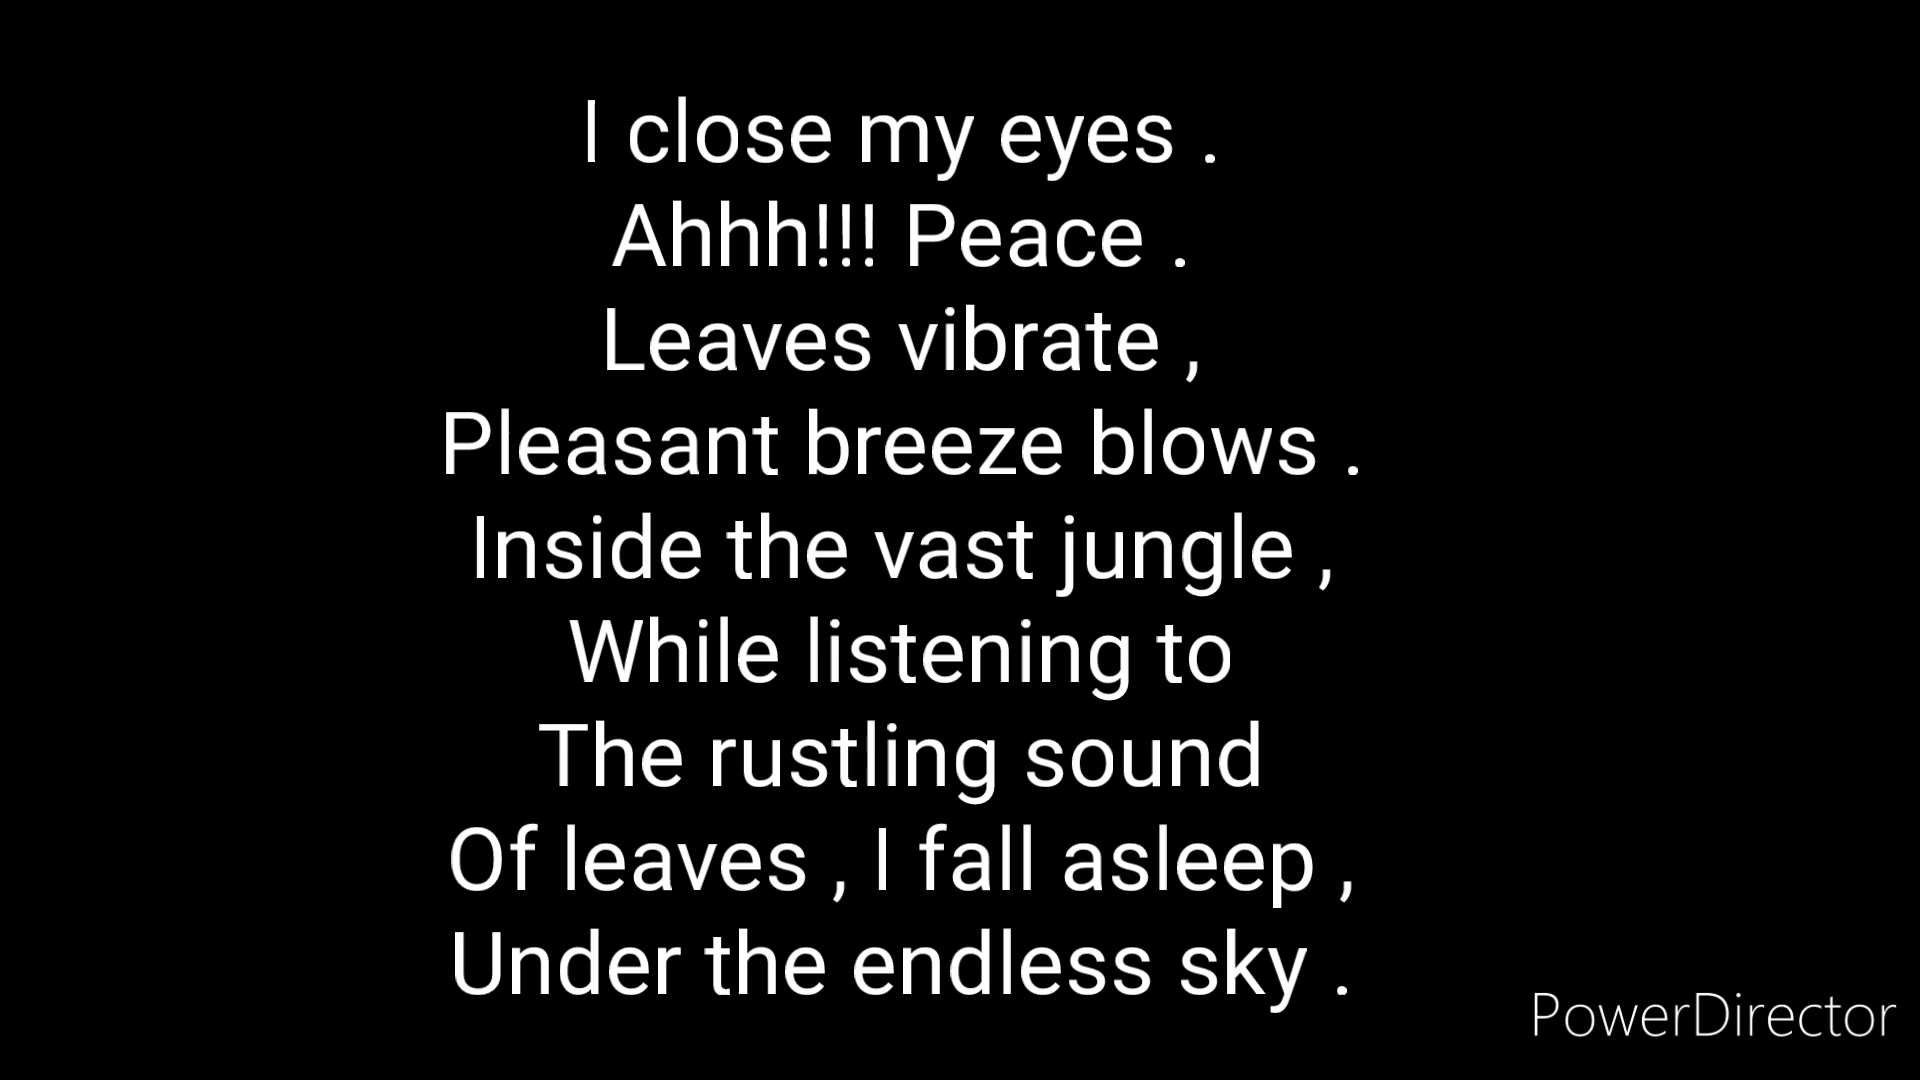 I close my eyes .
Ahhh!!! Peace .
Leaves vibrate ,
Pleasant breeze blows .
Inside the vast jungle ,
While listening to
The rustling sound
Of leaves , I fall asleep ,
Under the endless sky .
PowerDirector